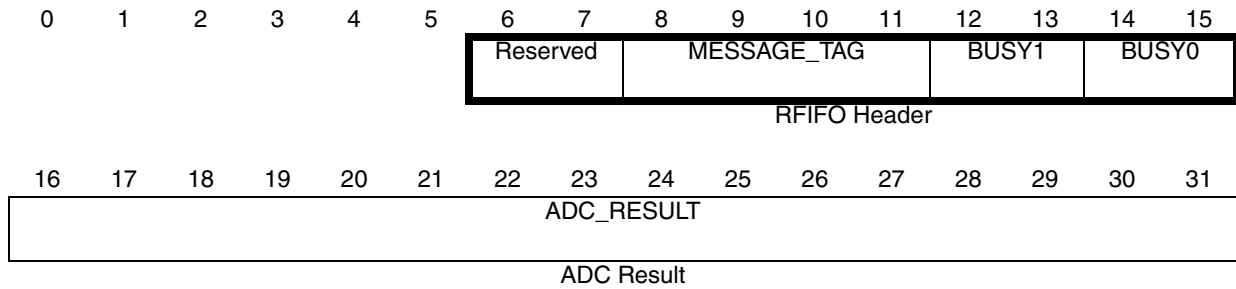 0 1 2 3 4 5 6 7 8 9 10 11 12 13 14 15
Reserved MESSAGE_TAG BUSY1 BUSY0
RFIFO Header
16 17 18 19 20 21 22 23 24 25 26 27 28 29 30 31
ADC_RESULT
ADC Result